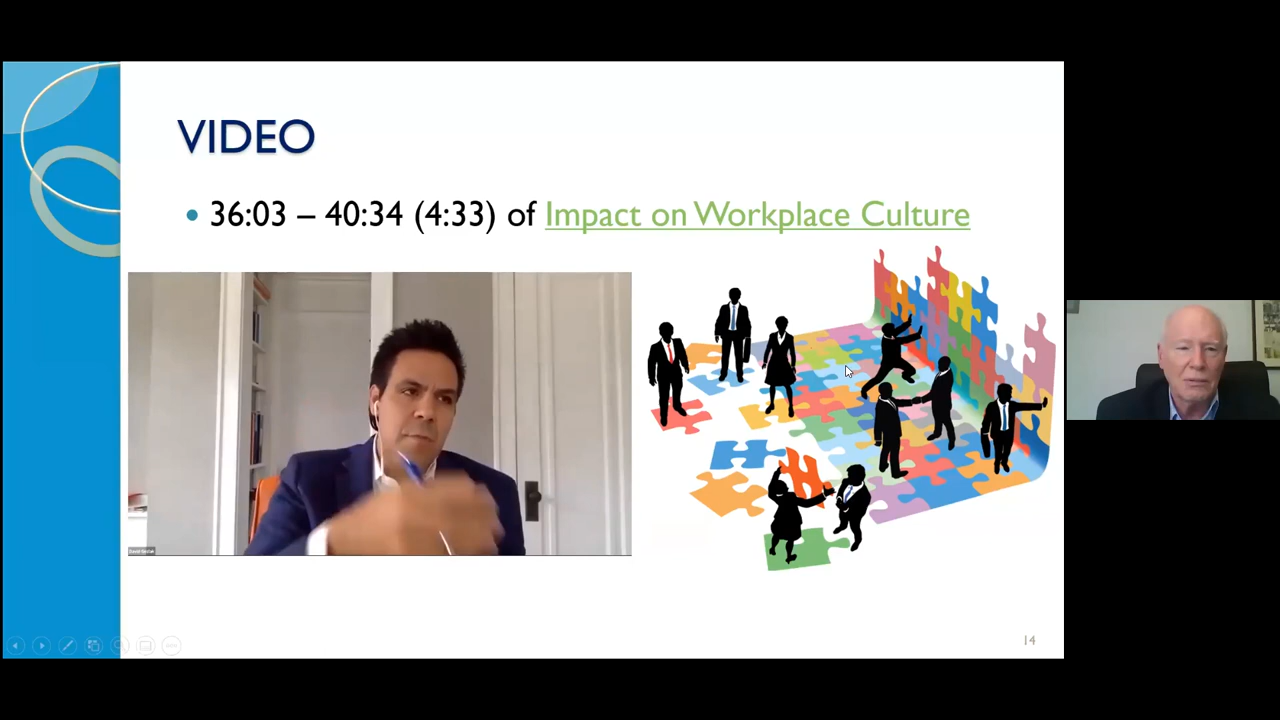 VIDEO
• 36:03 – 40:34 (4:33) of Impact on Workplace Culture
14